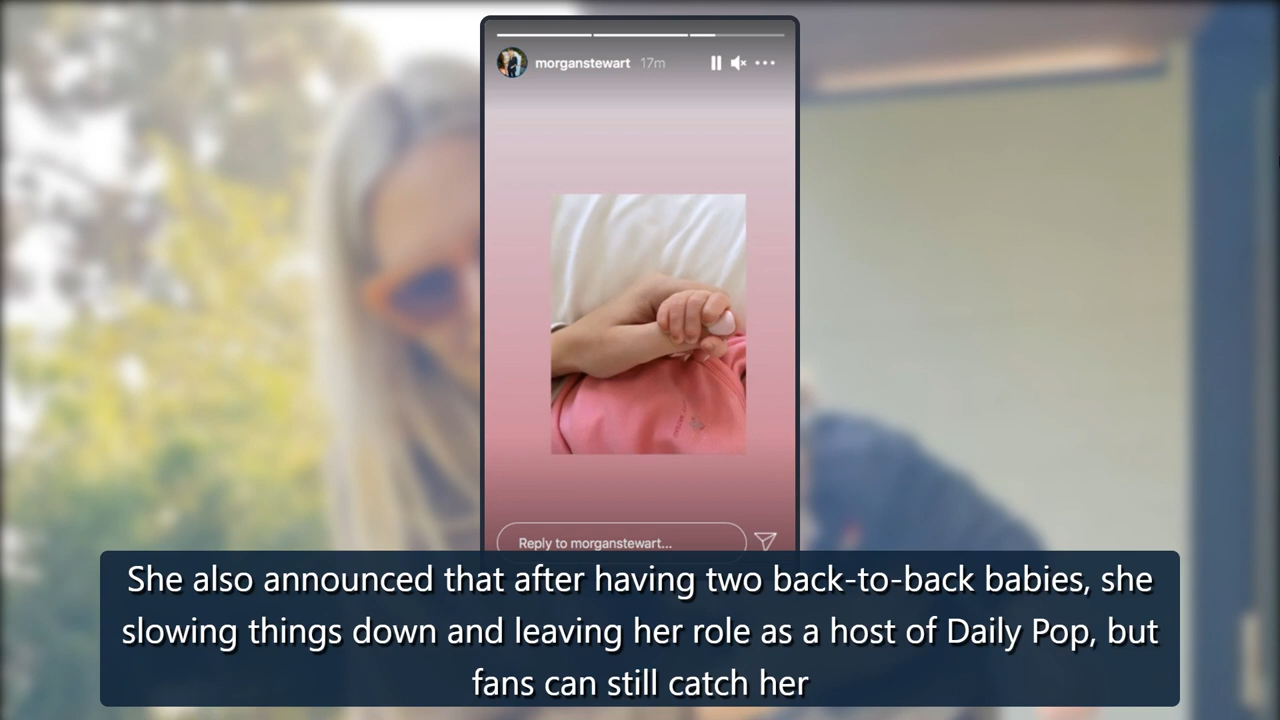 morganstewart 17m
Reply to morganstewart...
She also announced that after having two back-to-back babies, she
slowing things down and leaving her role as a host of Daily Pop, but
fans can still catch her